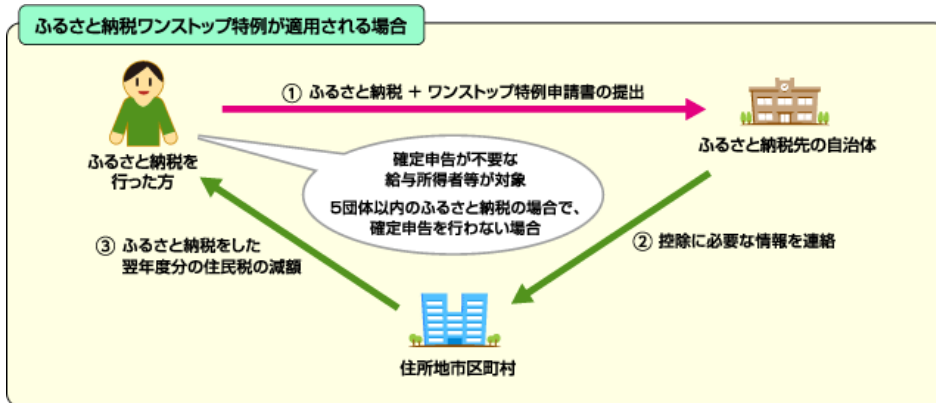 ふるさと納税ワンストップ特例が適用される場合
① ふるさと納税 + ワンストップ特例申請書の提出
ふるさと納税を
行った方
ふるさと納税先の自治体
確定申告が不要な
給与所得者等が対象
5団体以内のふるさと納税の場合で、
確定申告を行わない場合
② 控除に必要な情報を連絡
③ ふるさと納税をした
翌年度分の住民税の減額
住所地市区町村